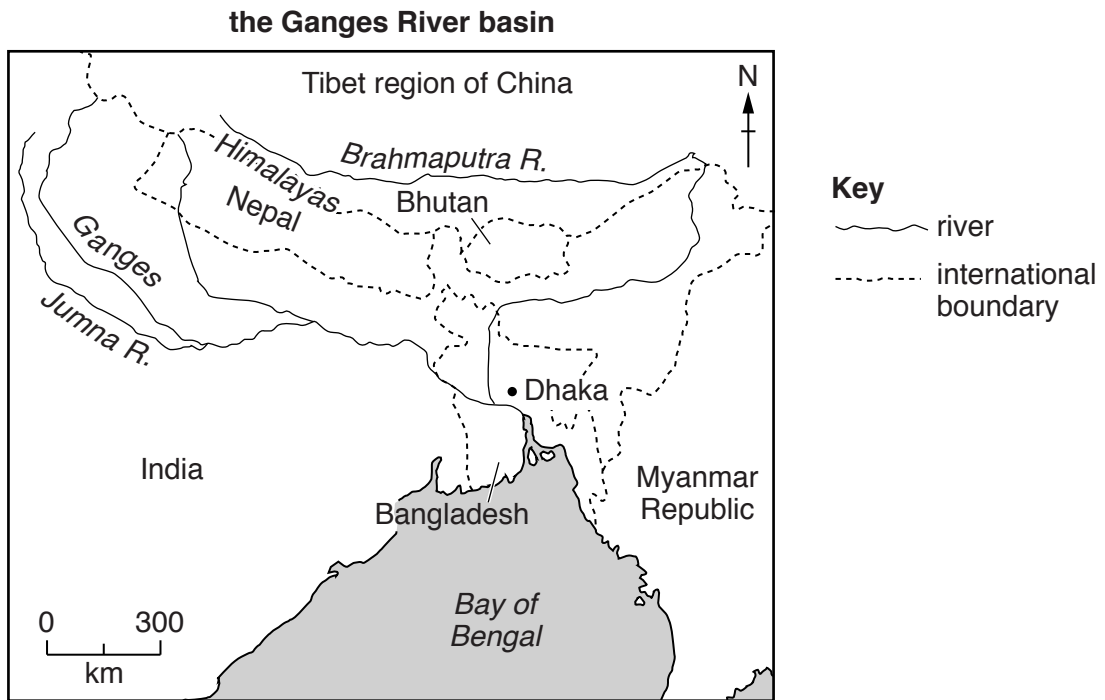 the Ganges River basin
Tibet region of China
N
Himalayas
Brahmaputra R.
Nepal
Bhutan
Ganges
Jumna R.
Dhaka
India
Myanmar
Republic
Bangladesh
Bay of
Bengal
0 300
km
Key
river
international
boundary